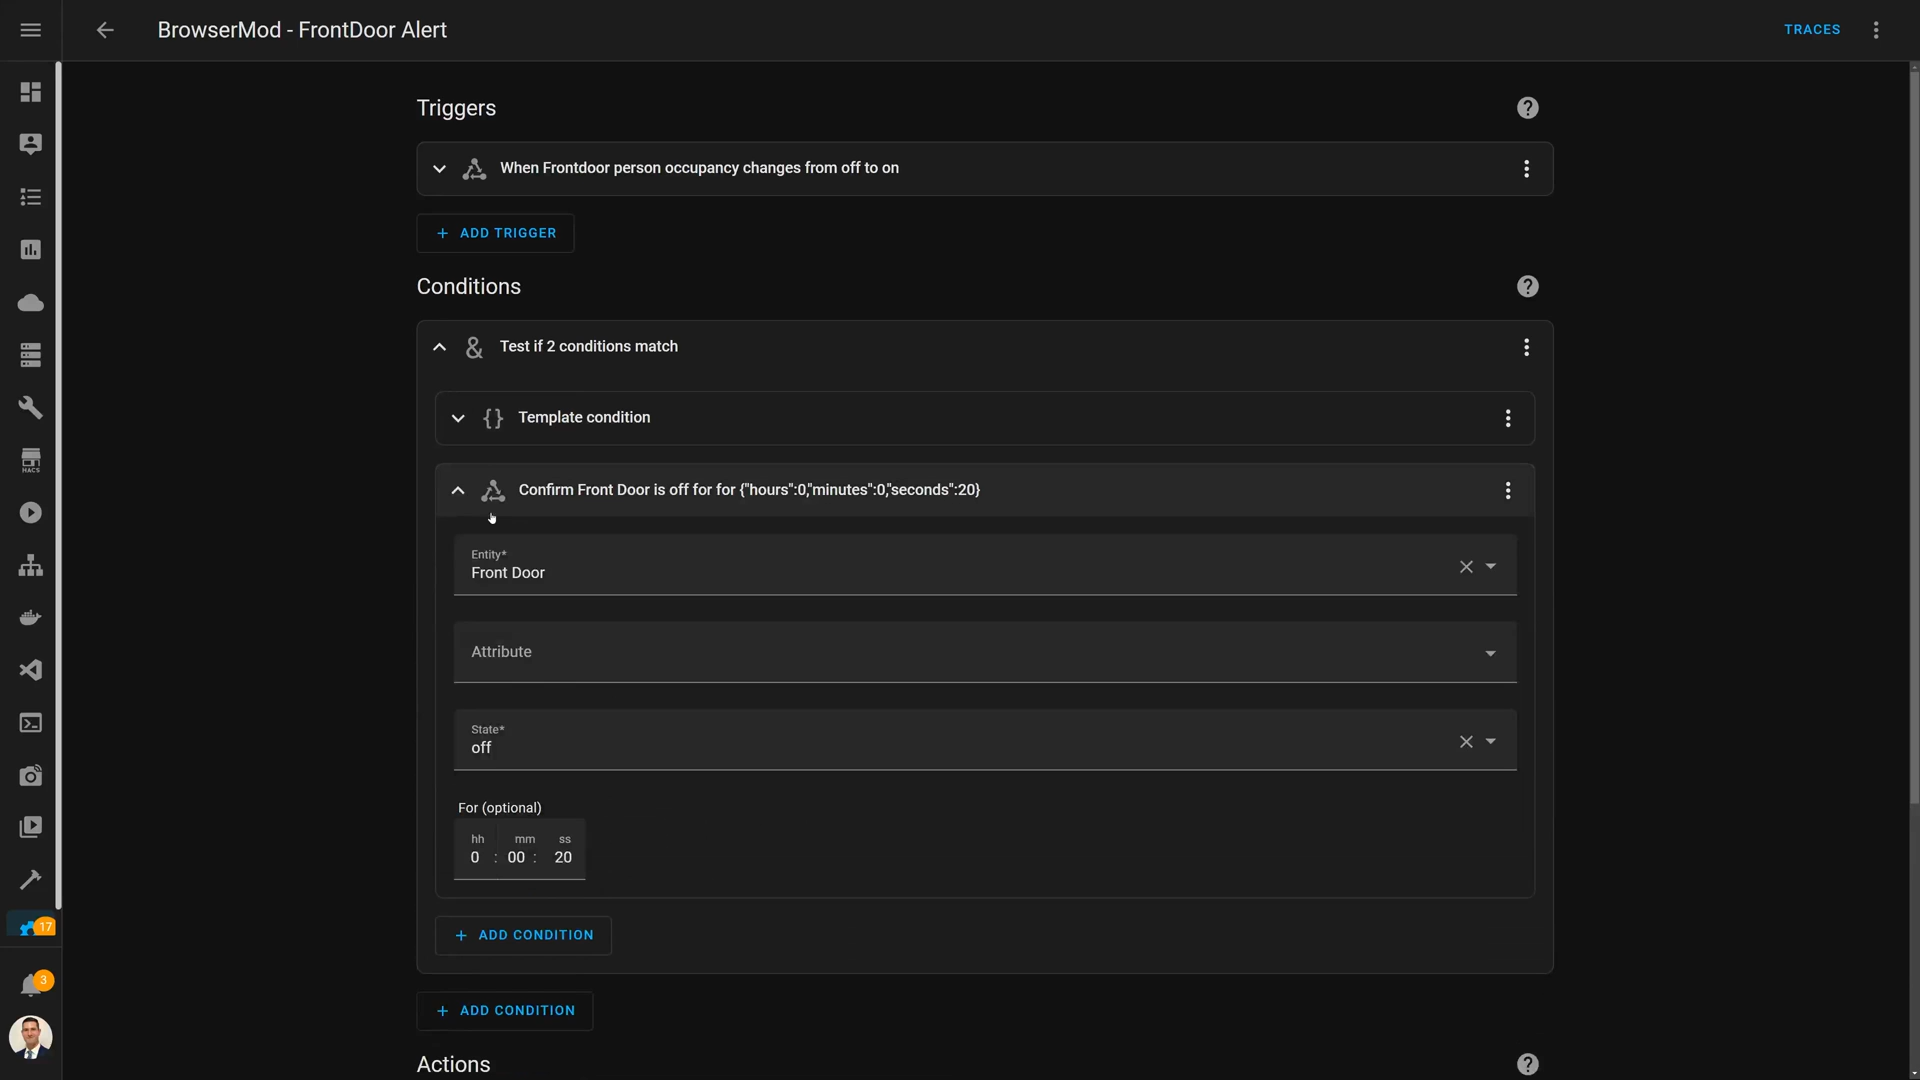 BrowserMod - FrontDoor Alert
TRACES
Triggers
When Frontdoor person occupancy changes from off to on
+ ADD TRIGGER
Conditions
& Test if 2 conditions match
{} Template condition
Confirm Front Door is off for for {"hours":0,"minutes":0,"seconds":20}
Entity*
Front Door
Attribute
State*
off
For (optional)
hh mm ss
0 : 00 : 20
+ ADD CONDITION
+ ADD CONDITION
Actions
HACS
17
3